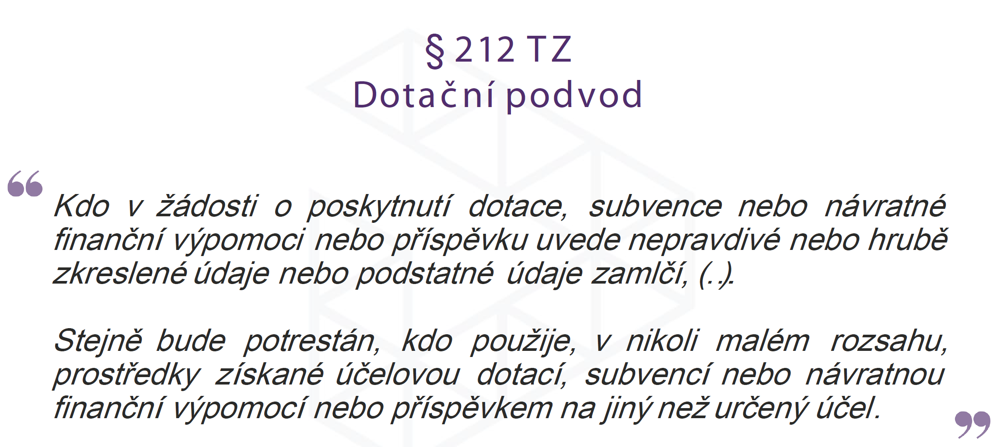 § 212 TZ
Dotační podvod
“
Kdo v žádosti o poskytnutí dotace, subvence nebo návratné
finanční výpomoci nebo příspěvku uvede nepravdivé nebo hrubě
zkreslené údaje nebo podstatné údaje zamlčí, (. .).
Stejně bude potrestán, kdo použije, v nikoli malém rozsahu,
prostředky získané účelovou dotací, subvencí nebo návratnou
finanční výpomocí nebo příspěvkem na jiný než určený účel.
”